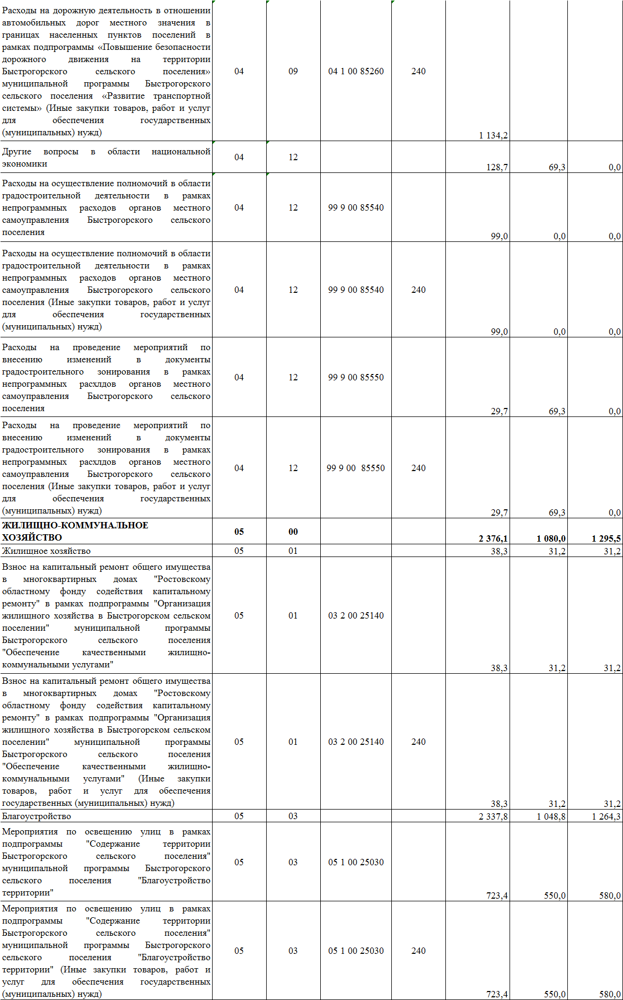 Расходы на дорожную деятельность в отношении
автомобильных дорог местного значения в
границах населенных пунктов поселений в
рамках подпрограммы «Повышение безопасности
дорожного движения на территории
Быстрогорского сельского поселения»
муниципальной программы Быстрогорского
сельского поселения «Развитие транспортной
системы» (Иные закупки товаров, работ и услуг
для обеспечения государственных
(муниципальных) нужд)
04 09 04 1 00 85260 240 1 134,2
Другие вопросы в области национальной
экономики
04 12 128,7 69,3 0,0
Расходы на осуществление полномочий в области
градостроительной деятельности в рамках
непрограммных расходов органов местного
самоуправления Быстрогорского сельского
поселения
04 12 99 9 00 85540 99,0 0,0 0,0
Расходы на осуществление полномочий в области
градостроительной деятельности в рамках
непрограммных расходов органов местного
самоуправления Быстрогорского сельского
поселения (Иные закупки товаров, работ и услуг
для обеспечения государственных
(муниципальных) нужд)
04 12 99 9 00 85540 240 99,0 0,0 0,0
Расходы на проведение мероприятий по
внесению изменений в документы
градостроительного зонирования в рамках
непрограммных расхлдов органов местного
самоуправления Быстрогорского сельского
поселения
04 12 99 9 00 85550 29,7 69,3 0,0
Расходы на проведение мероприятий по
внесению изменений в документы
градостроительного зонирования в рамках
непрограммных расхлдов органов местного
самоуправления Быстрогорского сельского
поселения (Иные закупки товаров, работ и услуг
для обеспечения государственных
(муниципальных) нужд)
04 12 99 9 00 85550 240 29,7 69,3 0,0
ЖИЛИЩНО-КОММУНАЛЬНОЕ
ХОЗЯЙСТВО
05 00 2 376,1 1 080,0 1 295,5
Жилищное хозяйство 05 01 38,3 31,2 31,2
Взнос на капитальный ремонт общего имущества
в многоквартирных домах "Ростовскому
областному фонду содействия капитальному
ремонту" в рамках подпрограммы "Организация
жилищного хозяйства в Быстрогорском сельском
поселении" муниципальной программы
Быстрогорского сельского поселения
"Обеспечение качественными жилищно-
коммунальными услугами"
05 01 03 2 00 25140 38,3 31,2 31,2
Взнос на капитальный ремонт общего имущества
в многоквартирных домах "Ростовскому
областному фонду содействия капитальному
ремонту" в рамках подпрограммы "Организация
жилищного хозяйства в Быстрогорском сельском
поселении" муниципальной программы
Быстрогорского сельского поселения
"Обеспечение качественными жилищно-
коммунальными услугами" (Иные закупки
товаров, работ и услуг для обеспечения
государственных (муниципальных) нужд)
05 01 03 2 00 25140 240 38,3 31,2 31,2
Благоустройство 05 03 2 337,8 1 048,8 1 264,3
Мероприятия по освещению улиц в рамках
подпрограммы "Содержание территории
Быстрогорского сельского поселения"
муниципальной программы Быстрогорского
сельского поселения "Благоустройство
территории"
05 03 05 1 00 25030 723,4 550,0 580,0
Мероприятия по освещению улиц в рамках
подпрограммы "Содержание территории
Быстрогорского сельского поселения"
муниципальной программы Быстрогорского
сельского поселения "Благоустройство
территории" (Иные закупки товаров, работ и
услуг для обеспечения государственных
(муниципальных) нужд)
05 03 05 1 00 25030 240 723,4 550,0 580,0